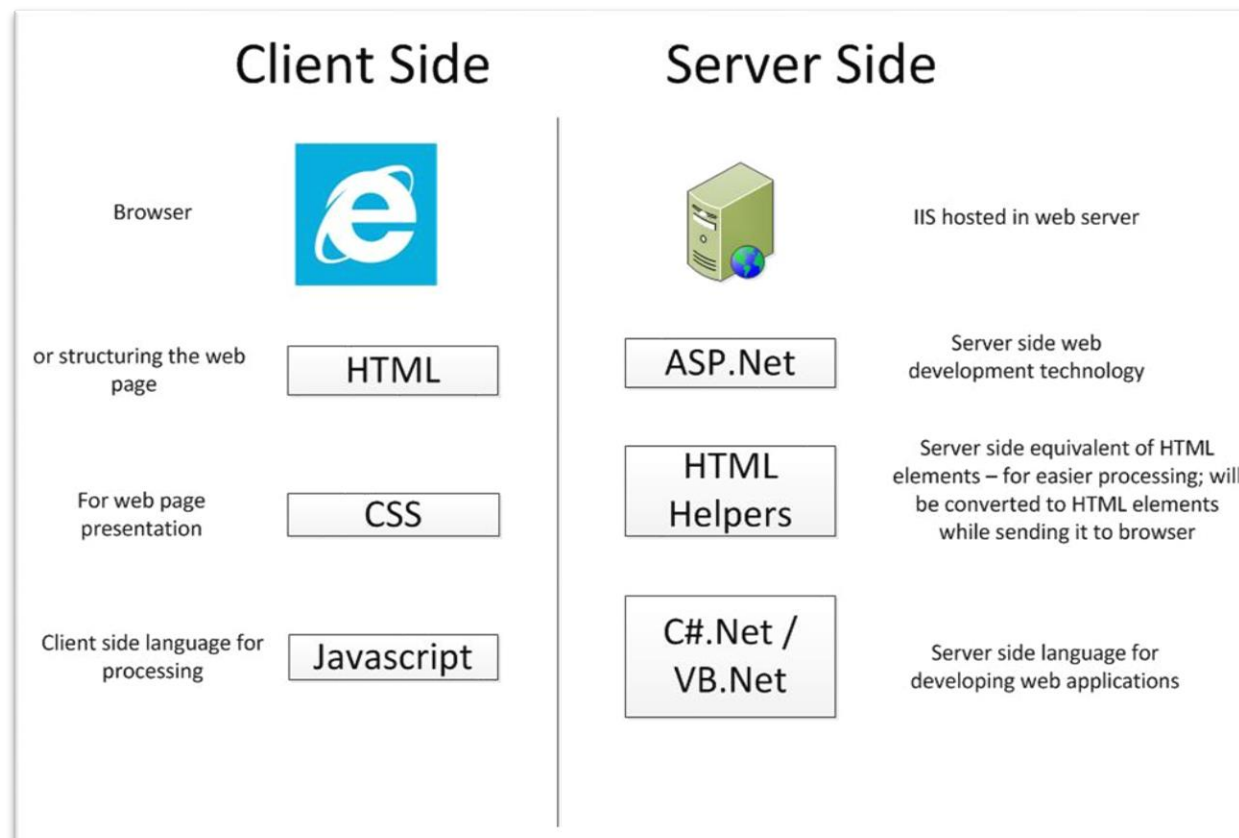 Client Side
Server Side
Browser
IIS hosted in web server
or structuring the web
page
HTML
ASP.Net
Server side web
development technology
For web page
presentation
CSS
HTML
Helpers
Server side equivalent of HTML
elements – for easier processing; will
be converted to HTML elements
while sending it to browser
Client side language for
processing
Javascript
C#.Net /
VB.Net
Server side language for
developing web applications